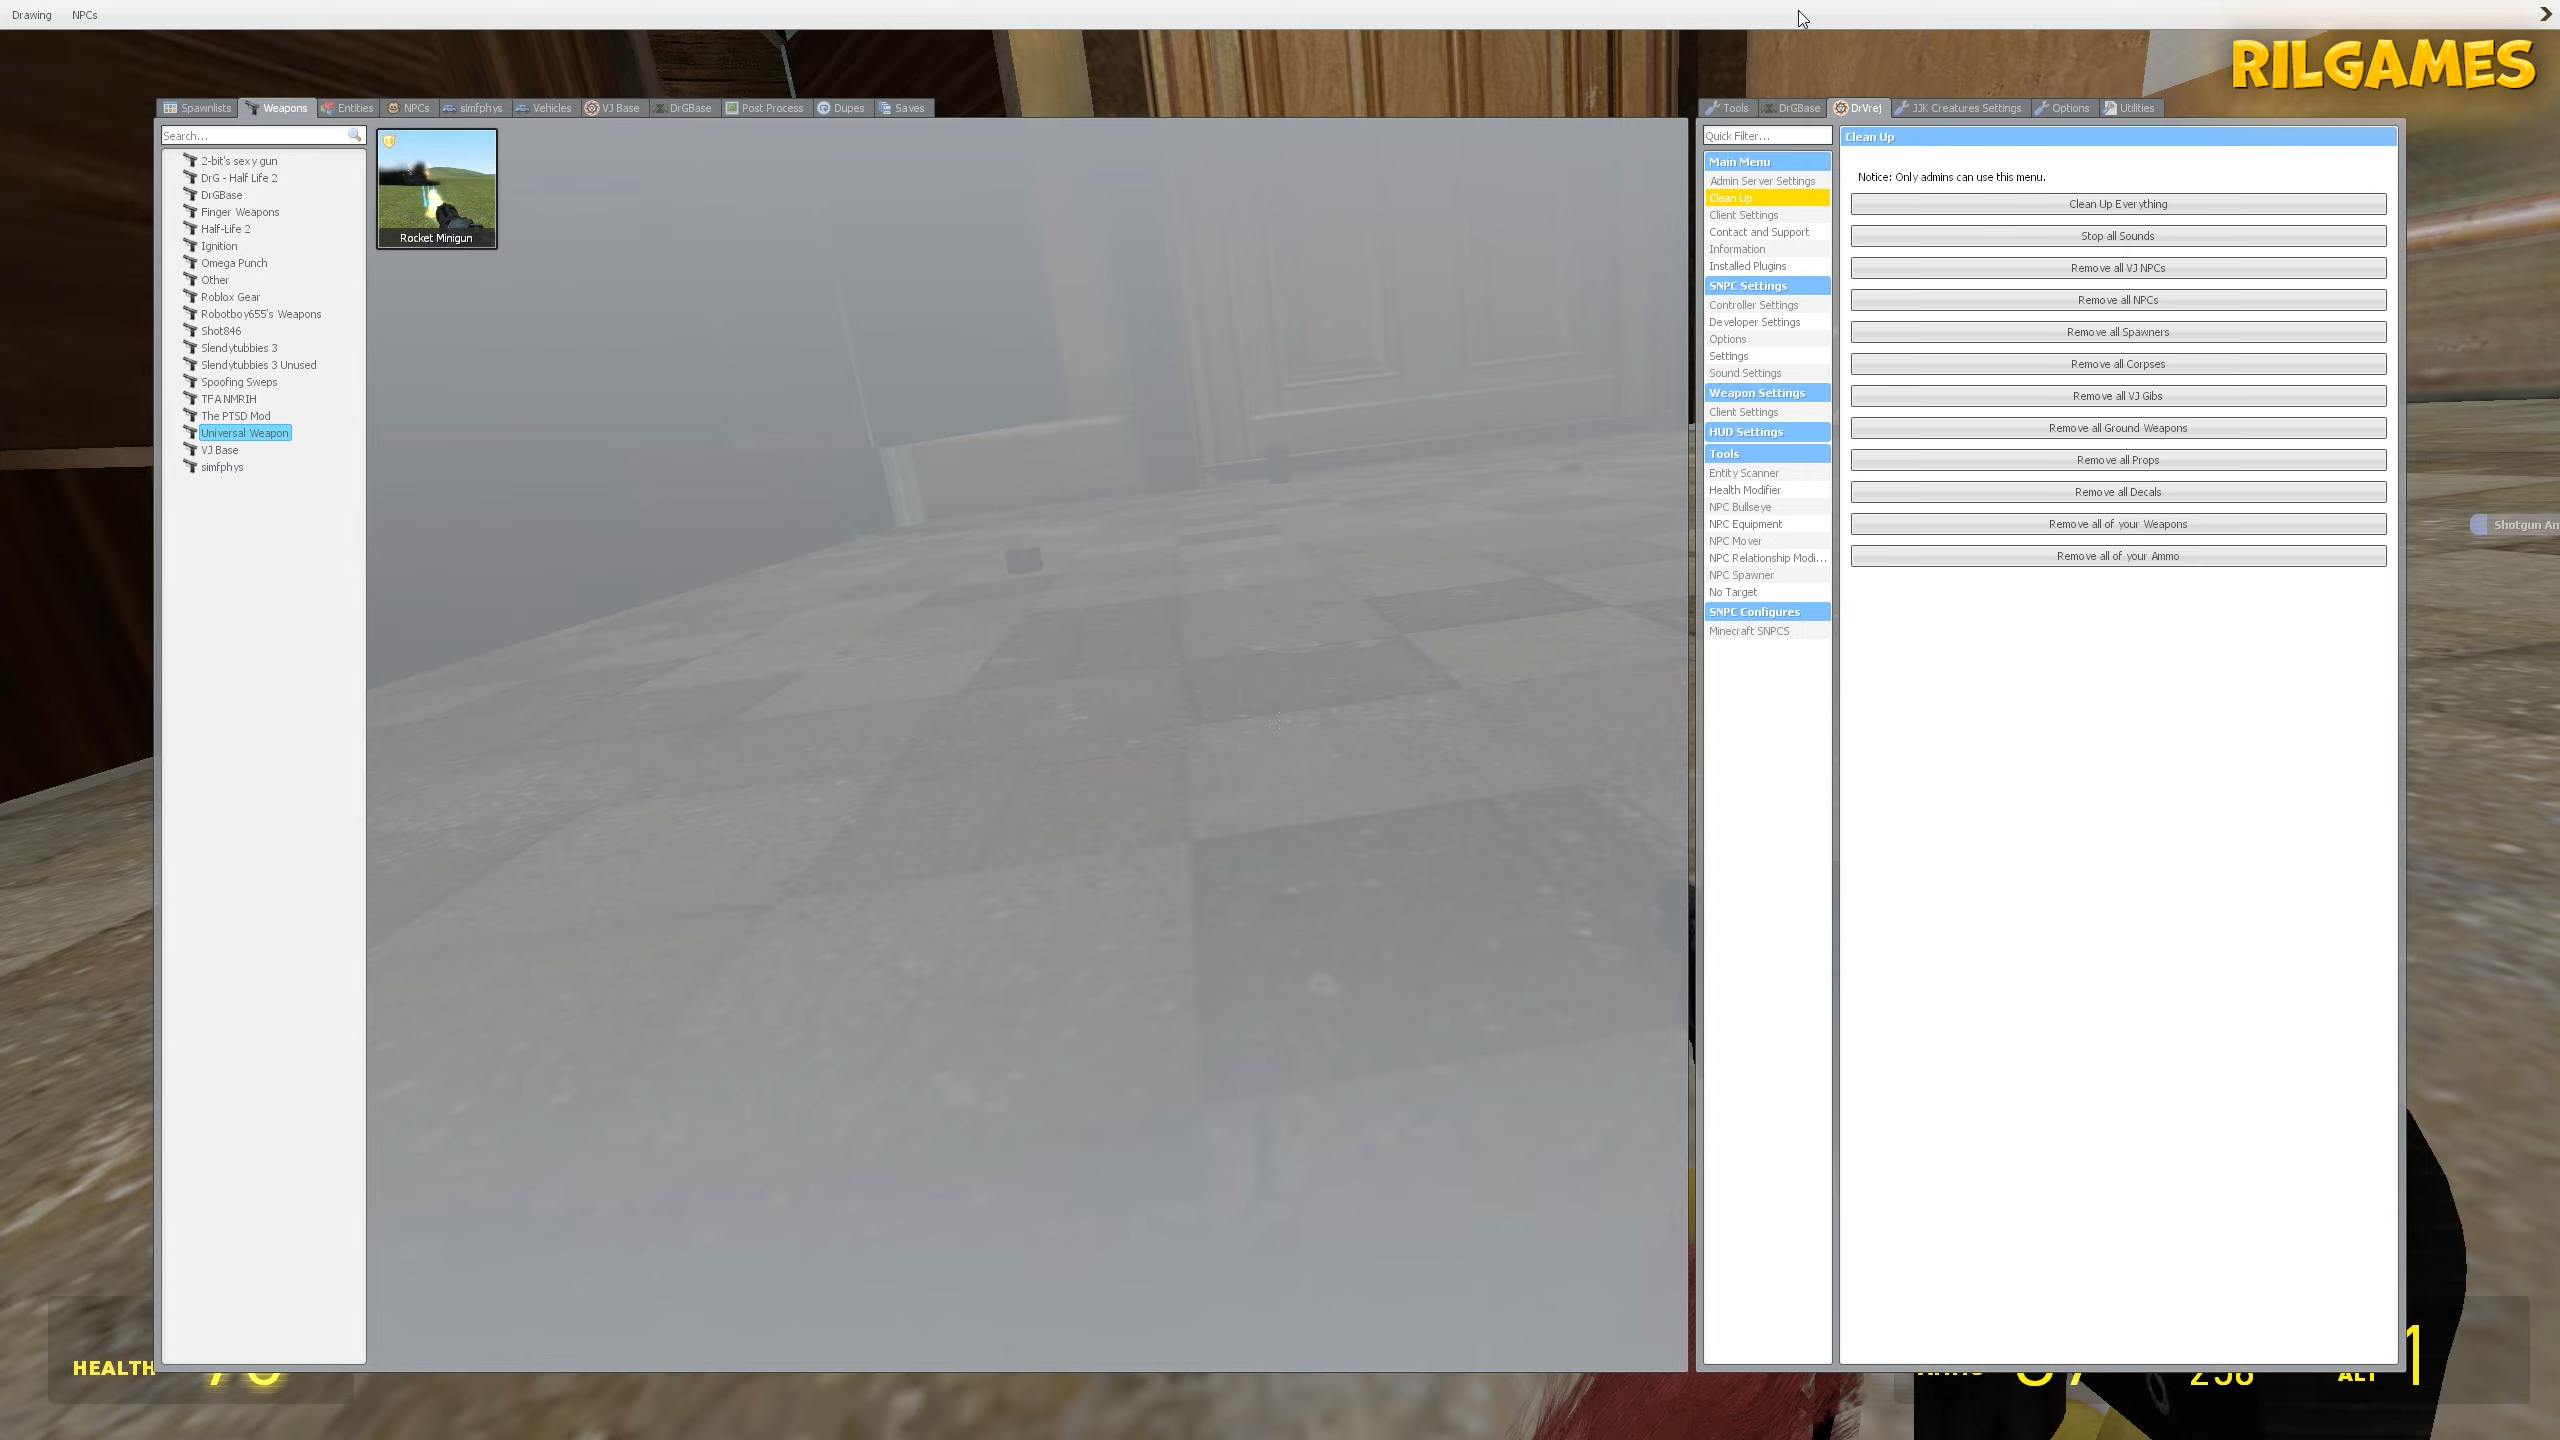 Drawing NPCs
RILGAMES
Spawnlists Weapons Entities NPCs simfphys Vehicles VJ Base DrGBase Post Process Dupes Saves
Search...
2-bit's sexy gun
DrG - Half Life 2
DrGBase
Finger Weapons
Half-Life 2
Ignition
Omega Punch
Other
Roblox Gear
Robotboy655's Weapons
Shot846
Slendytubbies 3
Slendytubbies 3 Unused
Spoofing Sweps
TFA NMRIH
The PTSD Mod
Universal Weapon
VJ Base
simfphys
Rocket Minigun
Tools DrGBase DrVrej JJK Creatures Settings Options Utilities
Quick Filter...
Main Menu
Admin Server Settings
Clean Up
Client Settings
Contact and Support
Information
Installed Plugins
SNPC Settings
Controller Settings
Developer Settings
Options
Settings
Sound Settings
Weapon Settings
Client Settings
HUD Settings
Tools
Entity Scanner
Health Modifier
NPC Bullseye
NPC Equipment
NPC Mover
NPC Relationship Modi...
NPC Spawner
No Target
SNPC Configures
Minecraft SNPCS
Clean Up
Notice: Only admins can use this menu.
Clean Up Everything
Stop all Sounds
Remove all VJ NPCs
Remove all NPCs
Remove all Spawners
Remove all Corpses
Remove all VJ Gibs
Remove all Ground Weapons
Remove all Props
Remove all Decals
Remove all of your Weapons
Remove all of your Ammo
Shotgun Am
HEALTH
238
ALT 1